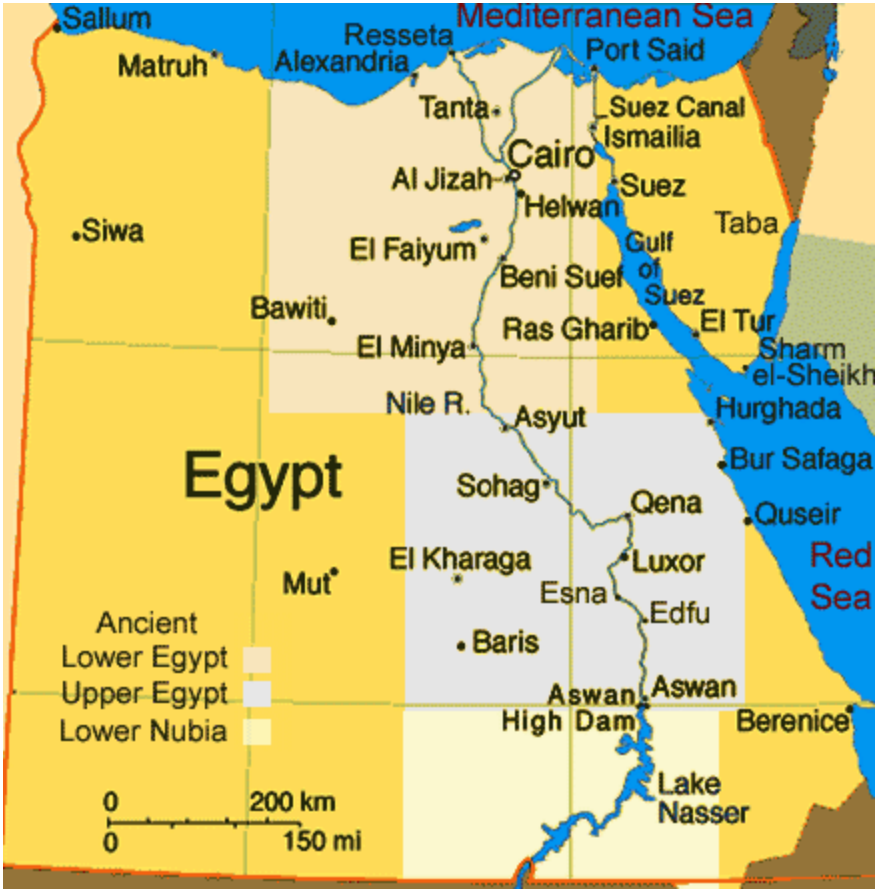 Mediterranean Sea
Sallum
Resseta
Port Said
Matruh
Alexandria
Tanta
Suez Canal
Ismailia
Cairo
Al Jizah
Suez
Helwan
Taba
Siwa
El Faiyum
Gulf
of
Suez
Beni Suef
Bawiti
Ras Gharib
El Tur
El Minya
Sharm
el-Sheikh
Nile R.
Hurghada
Asyut
Egypt
Sohag
Bur Safaga
Qena
Quseir
El Kharaga
Luxor
Red
Sea
Mut
Esna
Edfu
Ancient
Lower Egypt
Upper Egypt
Lower Nubia
Baris
Aswan
High Dam
Aswan
Berenice
Lake
Nasser
0 200 km
0 150 mi